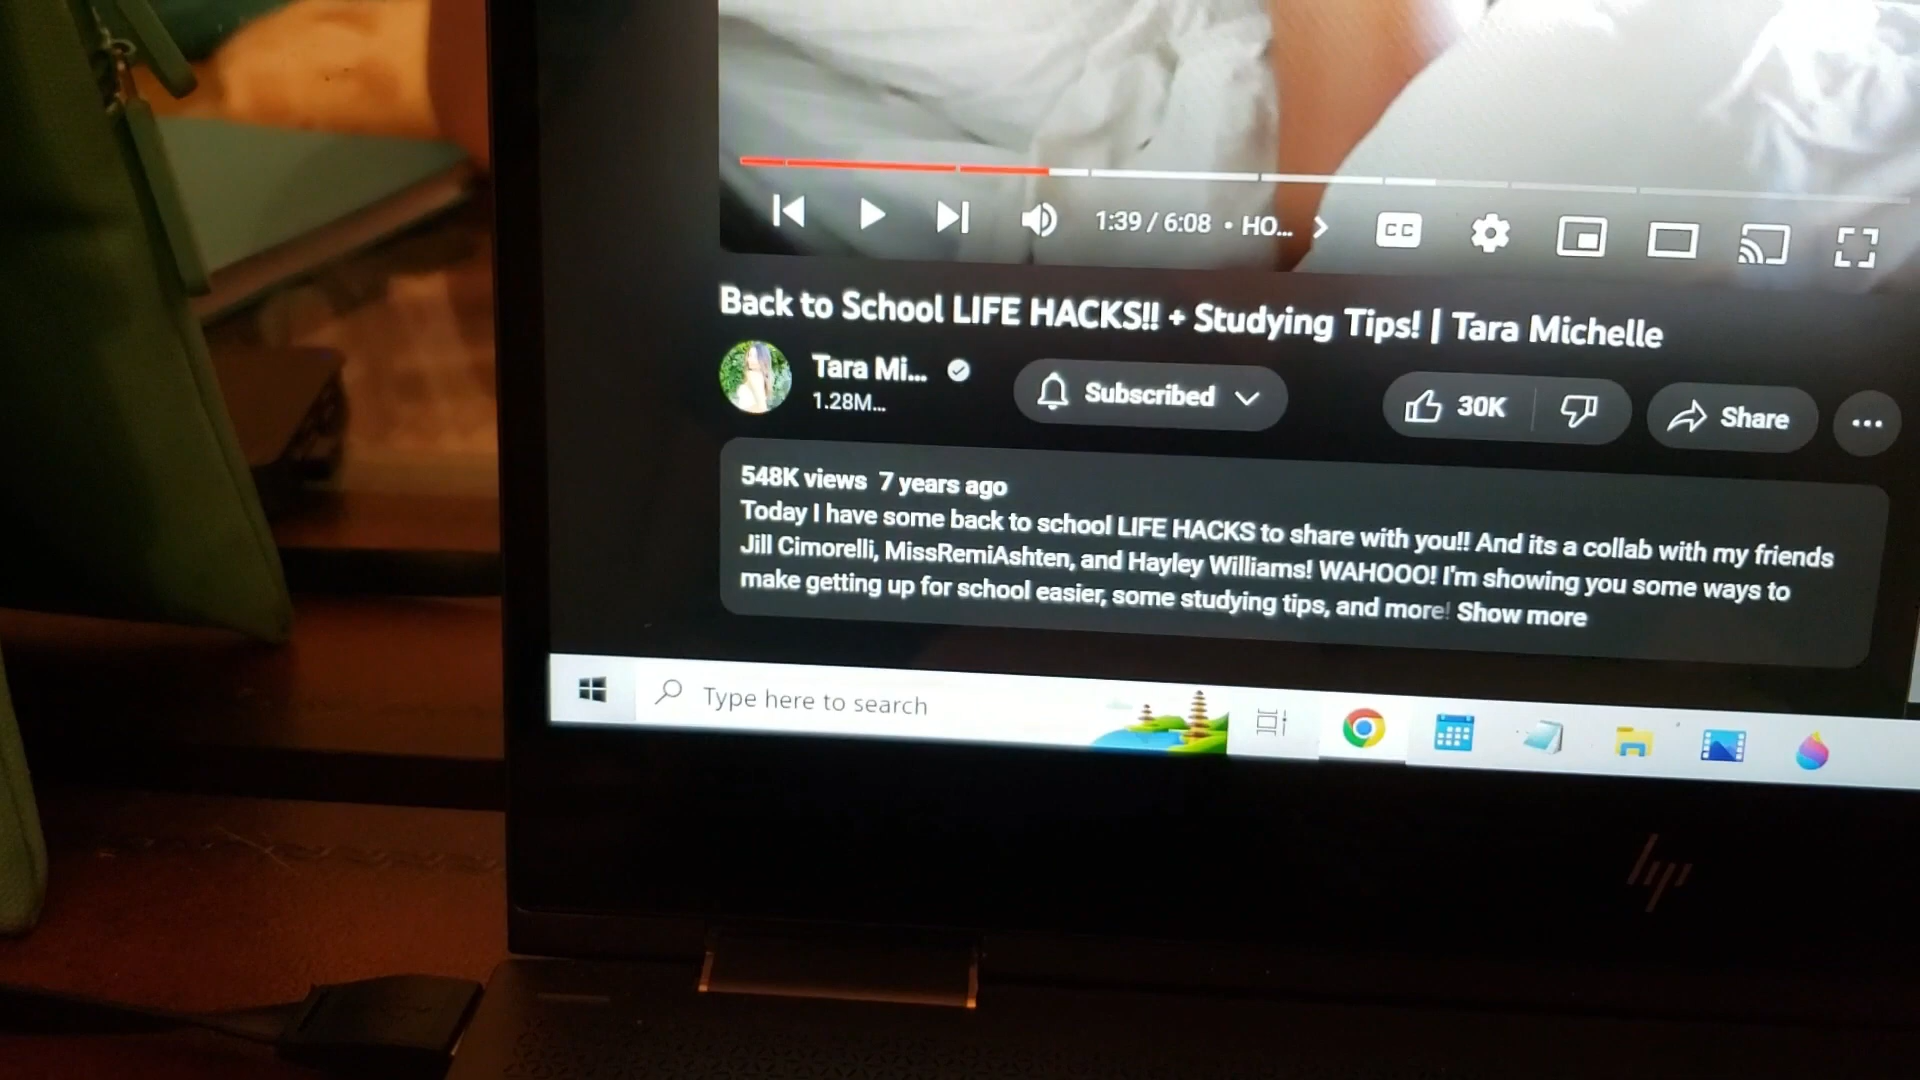 1:39 / 6:08 • HO...
CC
Back to School LIFE HACKS!! + Studying Tips! | Tara Michelle
Tara Mi...
1.28M...
Subscribed
30K
Share
548K views 7 years ago
Today I have some back to school LIFE HACKS to share with you!! And its a collab with my friends
Jill Cimorelli, MissRemiAshten, and Hayley Williams! WAHOOO! I'm showing you some ways to
make getting up for school easier, some studying tips, and more! Show more
Type here to search
hp